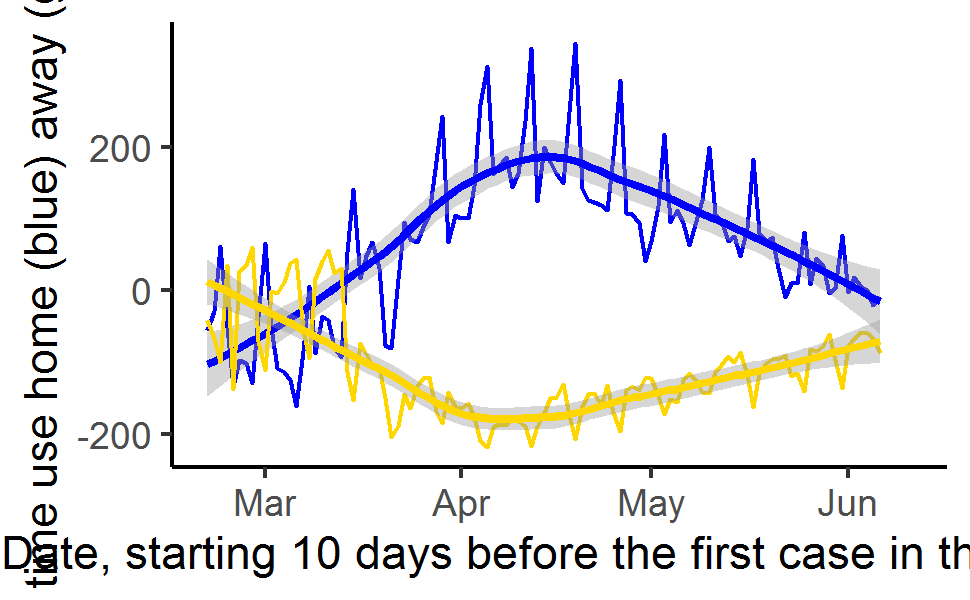 time use home (blue) away (
200
0
-200
Mar Apr May Jun
Date, starting 10 days before the first case in th